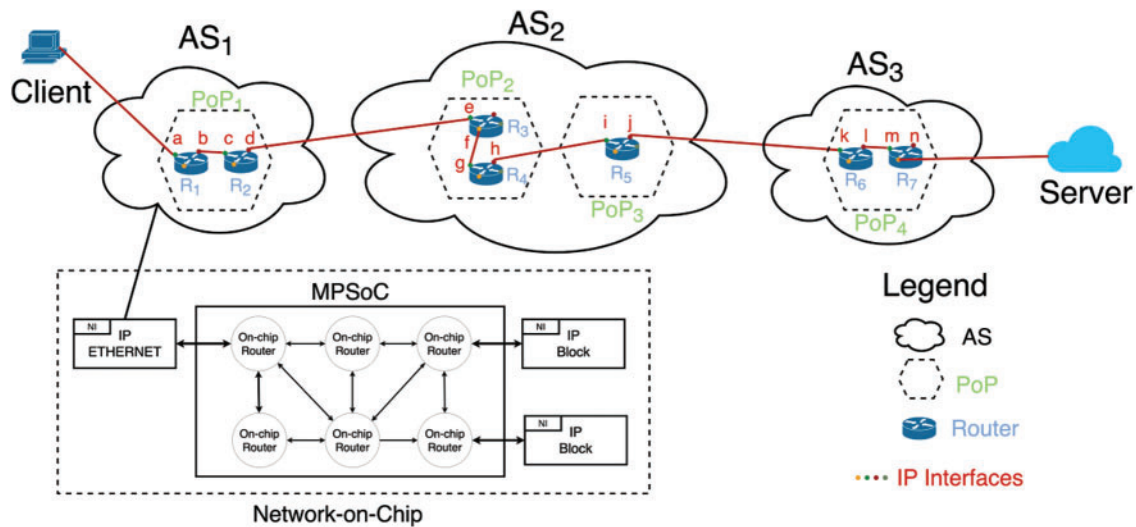 AS1
AS2
AS3
Client
PoP1
a b c d
R1 R2
PoP2
e
R3
f
g
h
R4
i j
R5
PoP3
k l m n
R6 R7
PoP4
Server
MPSoC
NI
IP
ETHERNET
On-chip
Router
On-chip
Router
On-chip
Router
NI
IP
Block
On-chip
Router
On-chip
Router
On-chip
Router
NI
IP
Block
Network-on-Chip
Legend
AS
PoP
Router
IP Interfaces